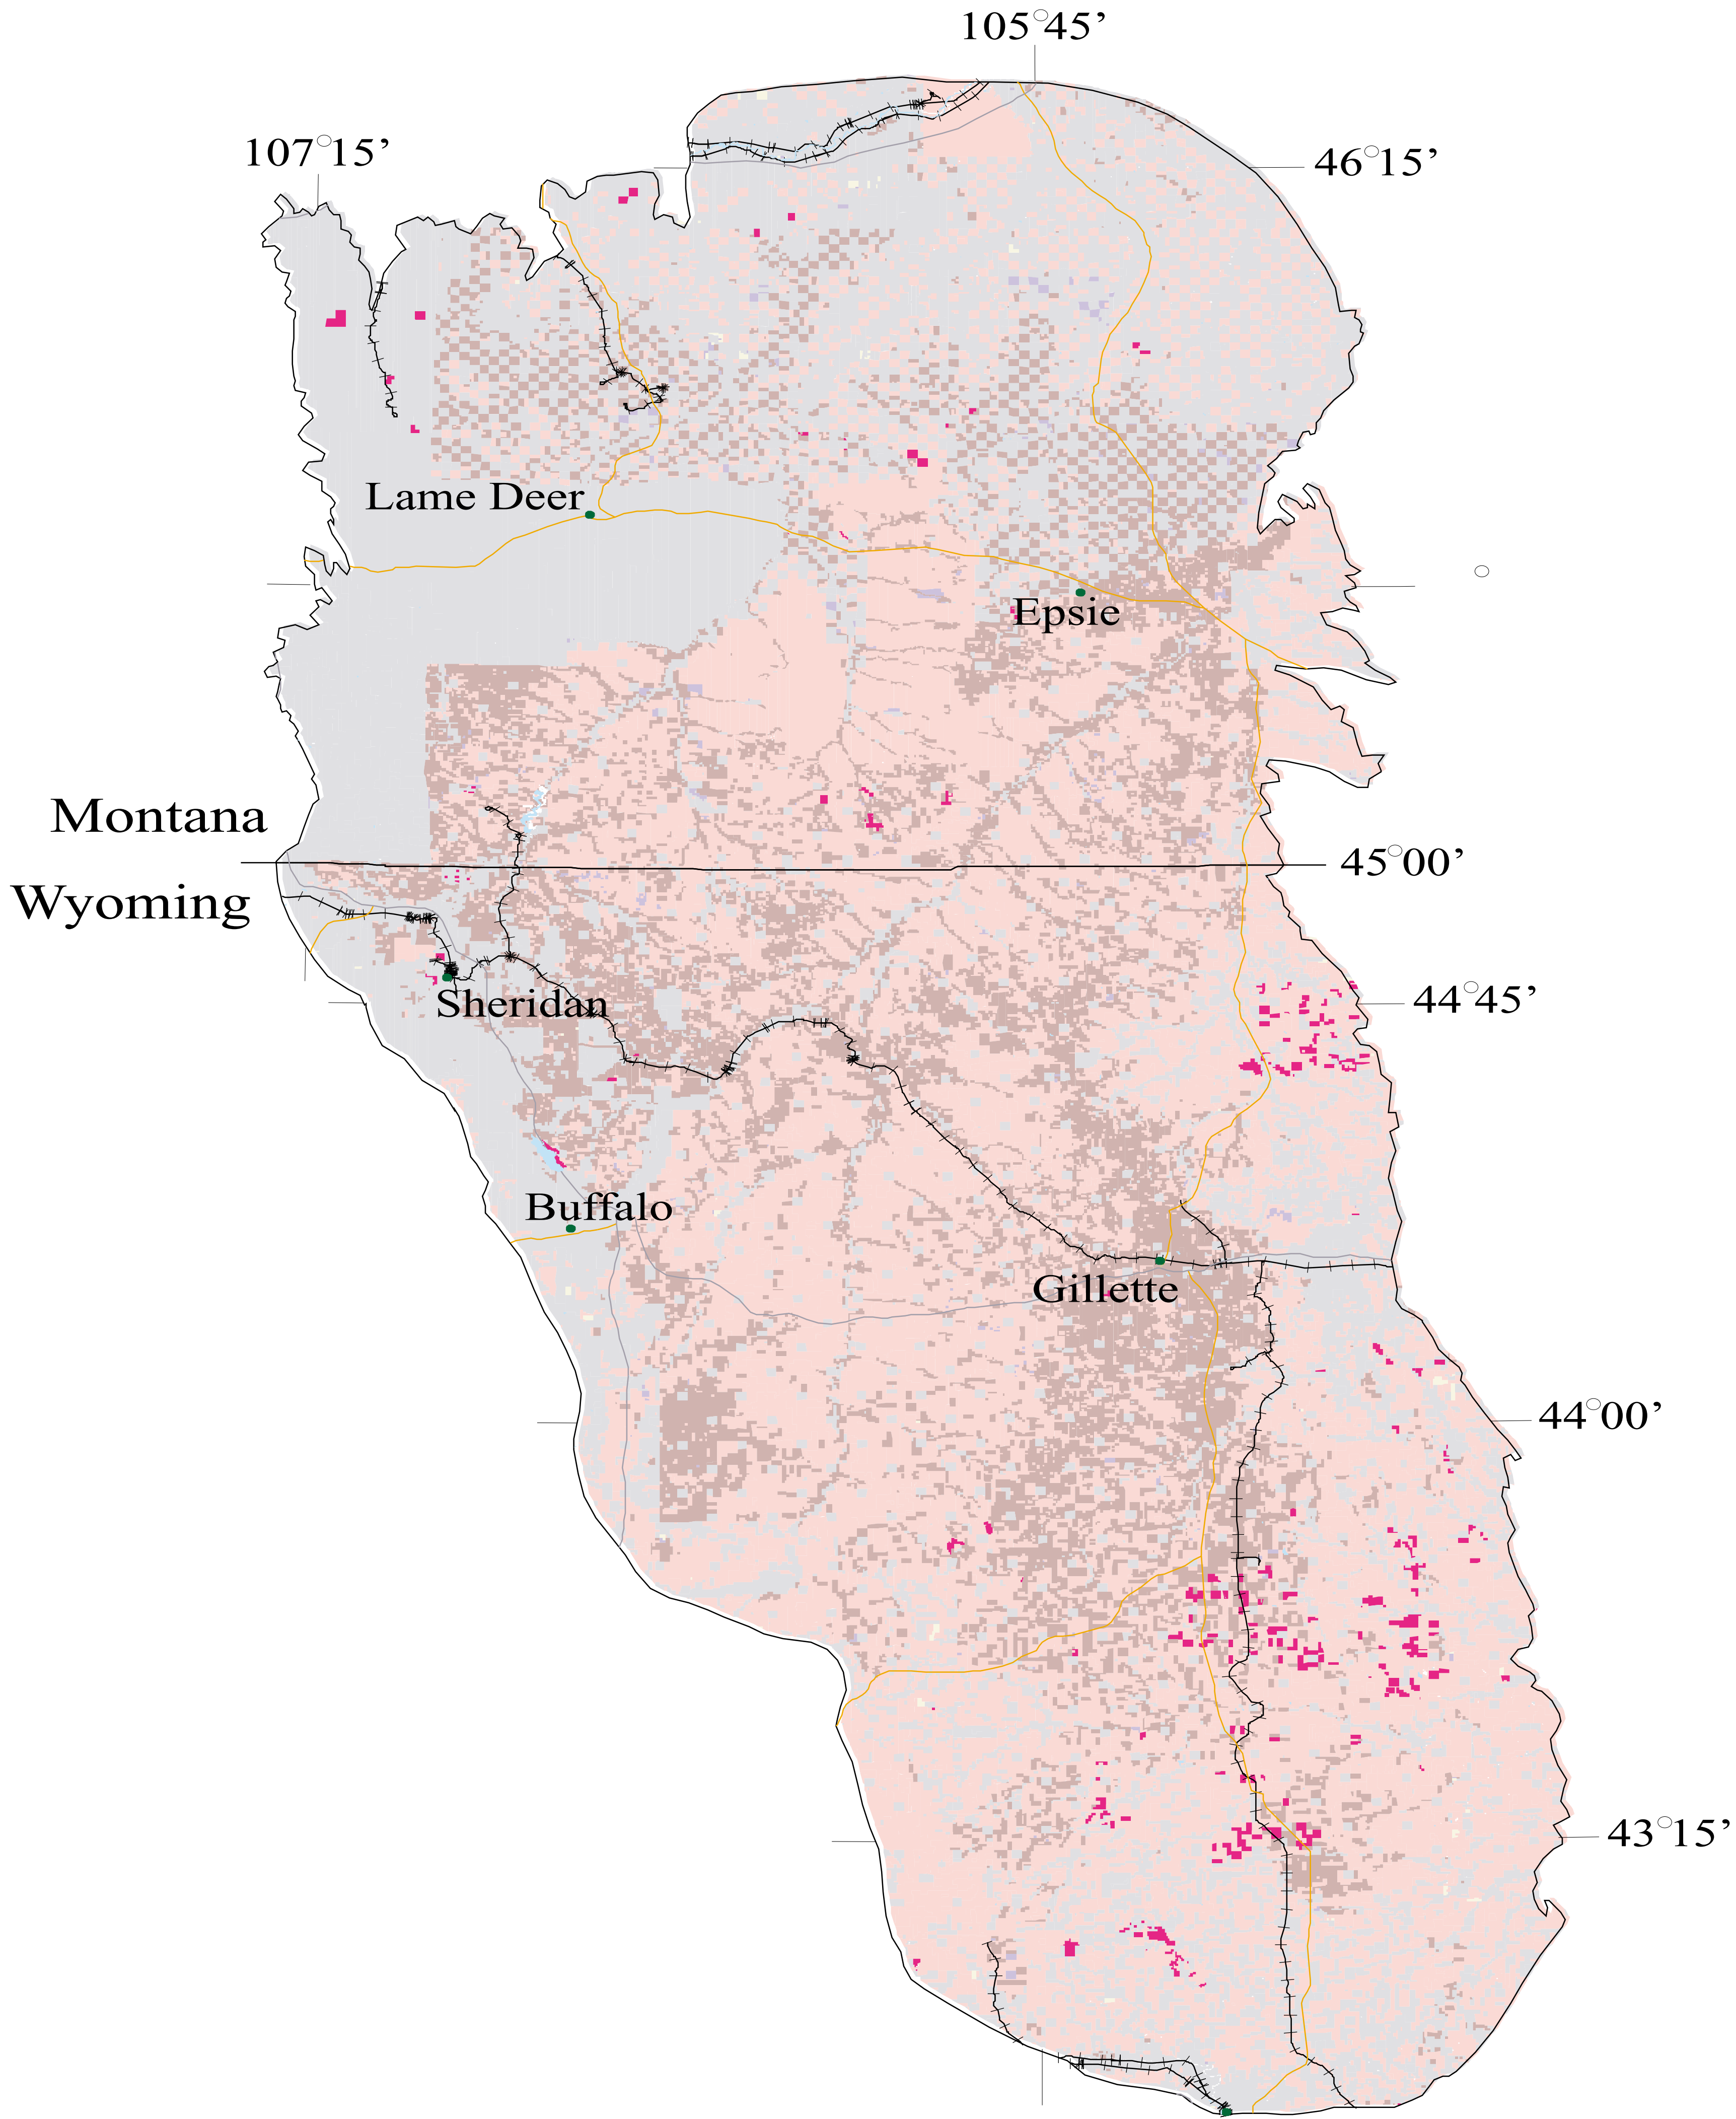 105°45’
107°15’
46°15’
Lame Deer
Epsie
Montana
45°00’
Wyoming
44°45’
Sheridan
Buffalo
Gillette
44°00’
43°15’